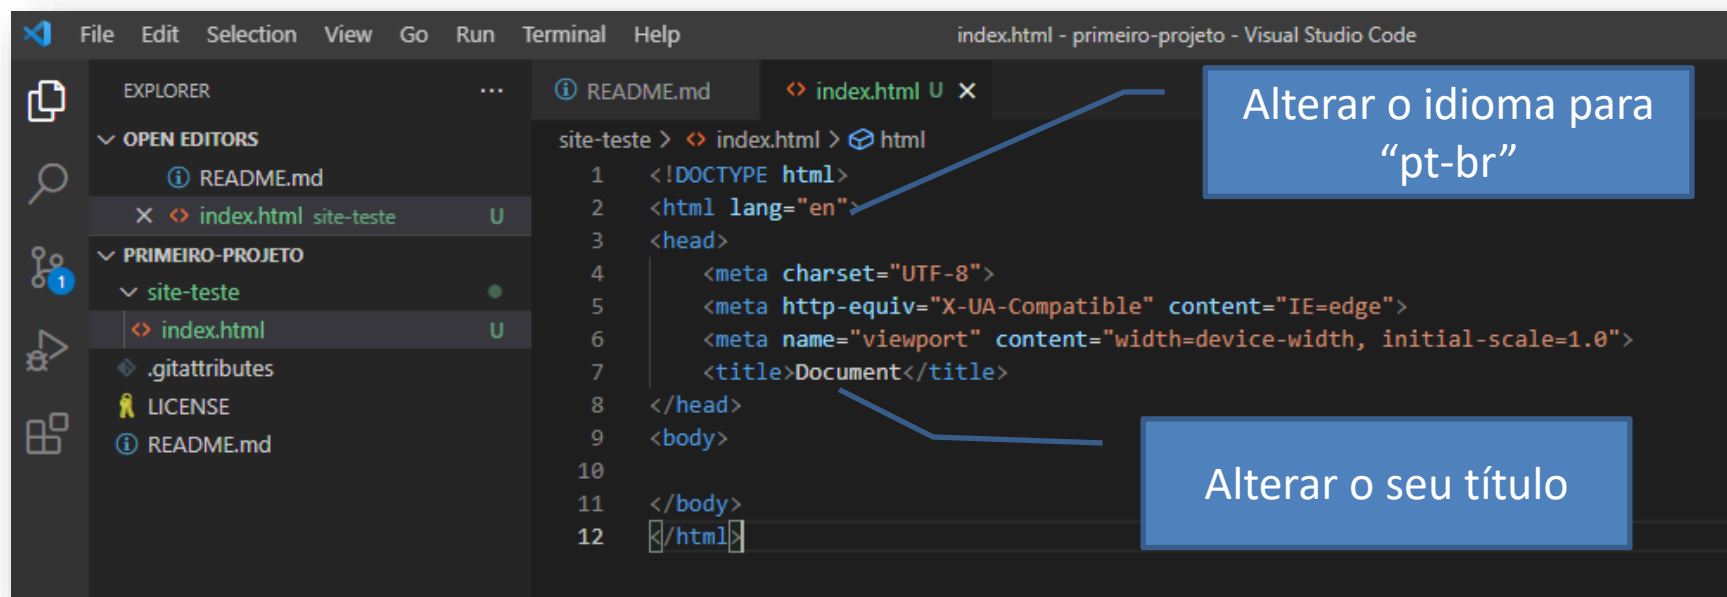 File Edit Selection View Go Run Terminal Help index.html - primeiro-projeto - Visual Studio Code
EXPLORER ···
OPEN EDITORS
README.md
index.html site-teste U
PRIMEIRO-PROJETO
site-teste
index.html U
.gitattributes
LICENSE
README.md
1
README.md index.html U
site-teste > index.html > html
1 <!DOCTYPE html>
2 <html lang="en">
3 <head>
4 <meta charset="UTF-8">
5 <meta http-equiv="X-UA-Compatible" content="IE=edge">
6 <meta name="viewport" content="width=device-width, initial-scale=1.0">
7 <title>Document</title>
8 </head>
9 <body>
10
11 </body>
12 </html>
Alterar o idioma para
“pt-br”
Alterar o seu título